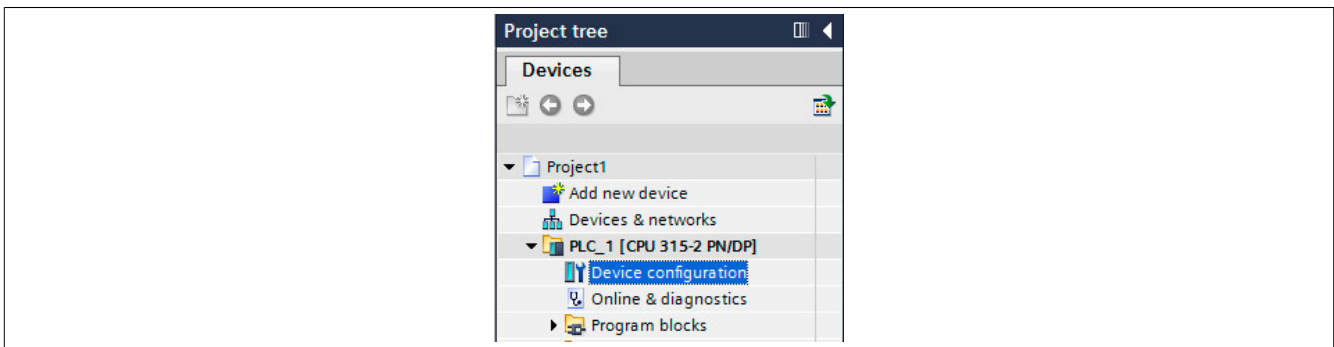 Project tree
Devices
Project1
Add new device
Devices & networks
PLC_1 [CPU 315-2 PN/DP]
Device configuration
Online & diagnostics
Program blocks